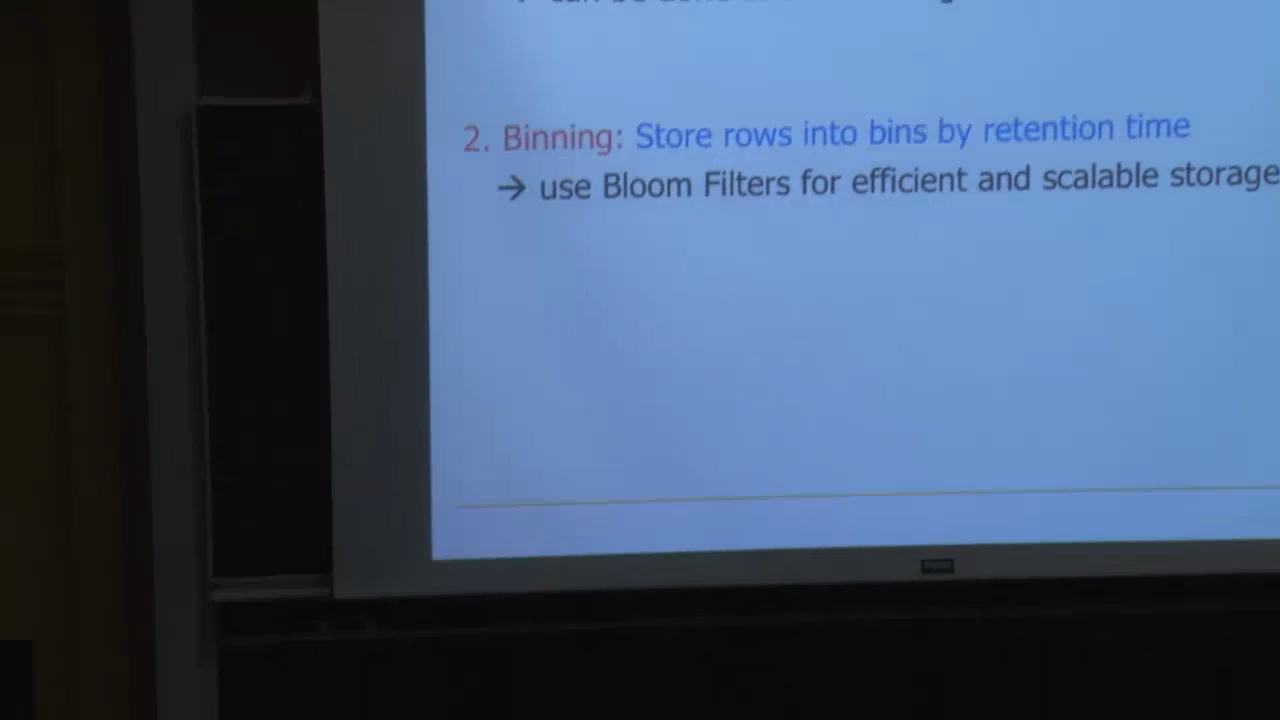 2. Binning: Store rows into bins by retention time
→ use Bloom Filters for efficient and scalable storage